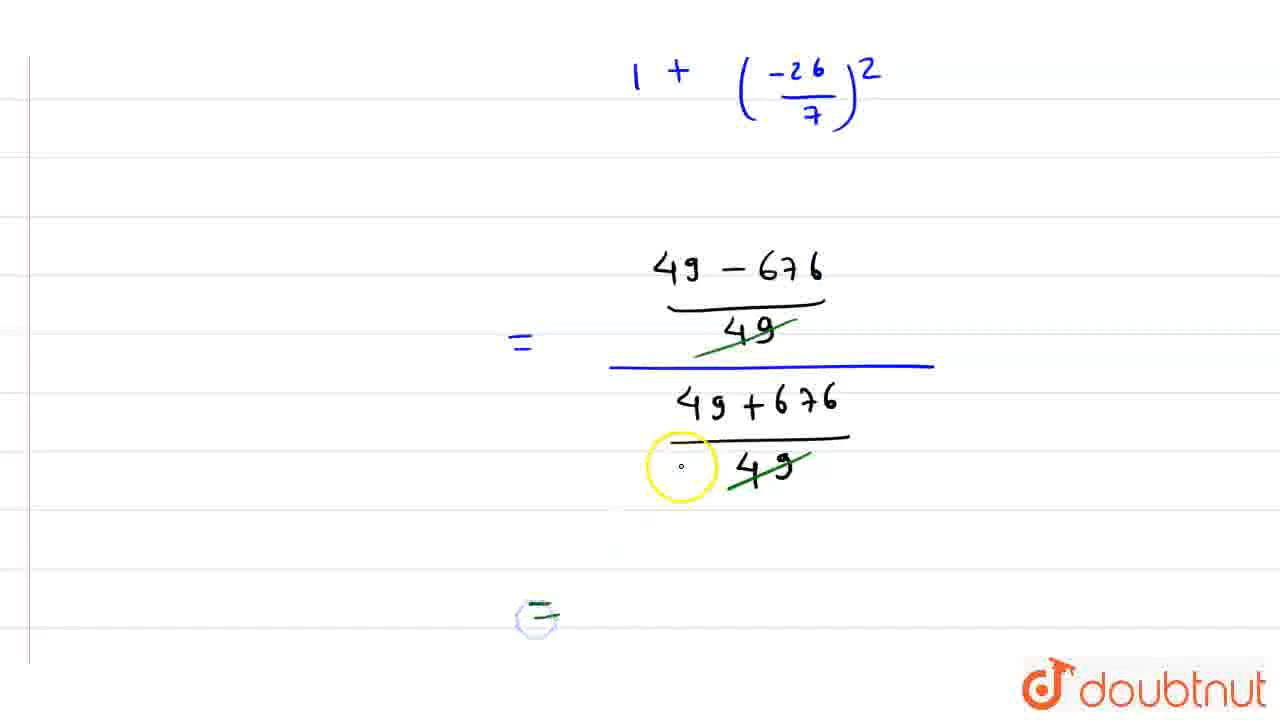 1 + (-26/7)²
49 - 676
49
=
49 + 676
49
=
doubtnut